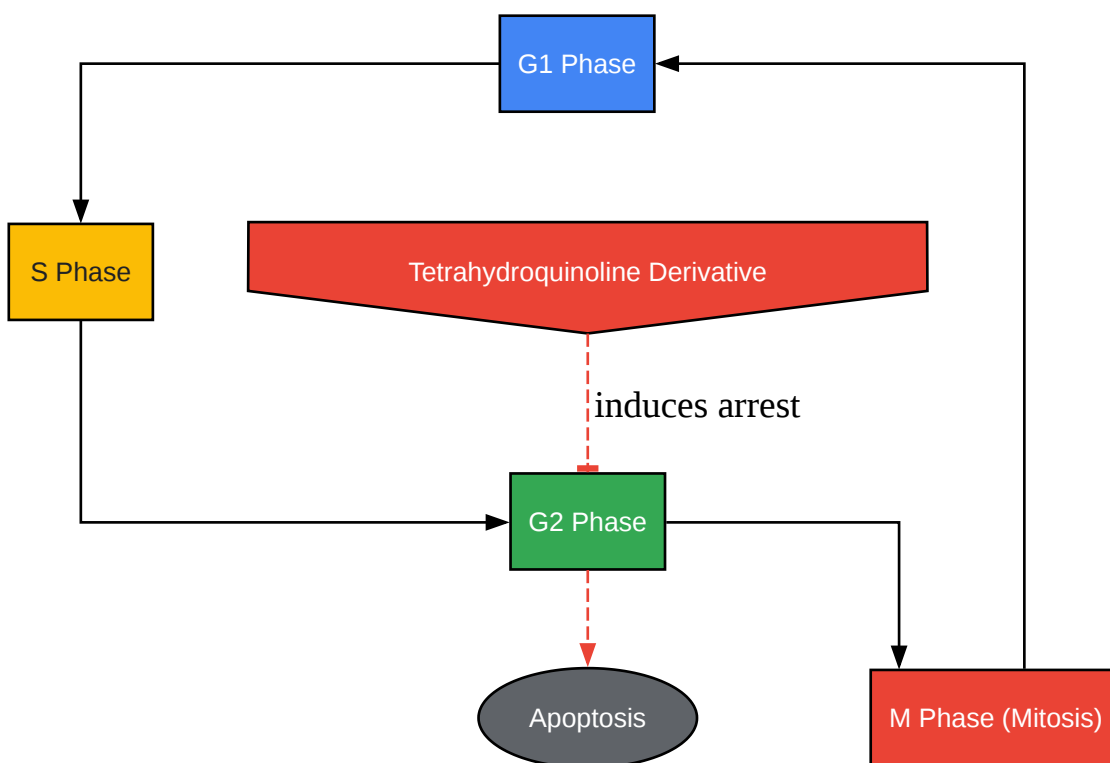 G1 Phase
S Phase
Tetrahydroquinoline Derivative
induces arrest
G2 Phase
Apoptosis
M Phase (Mitosis)